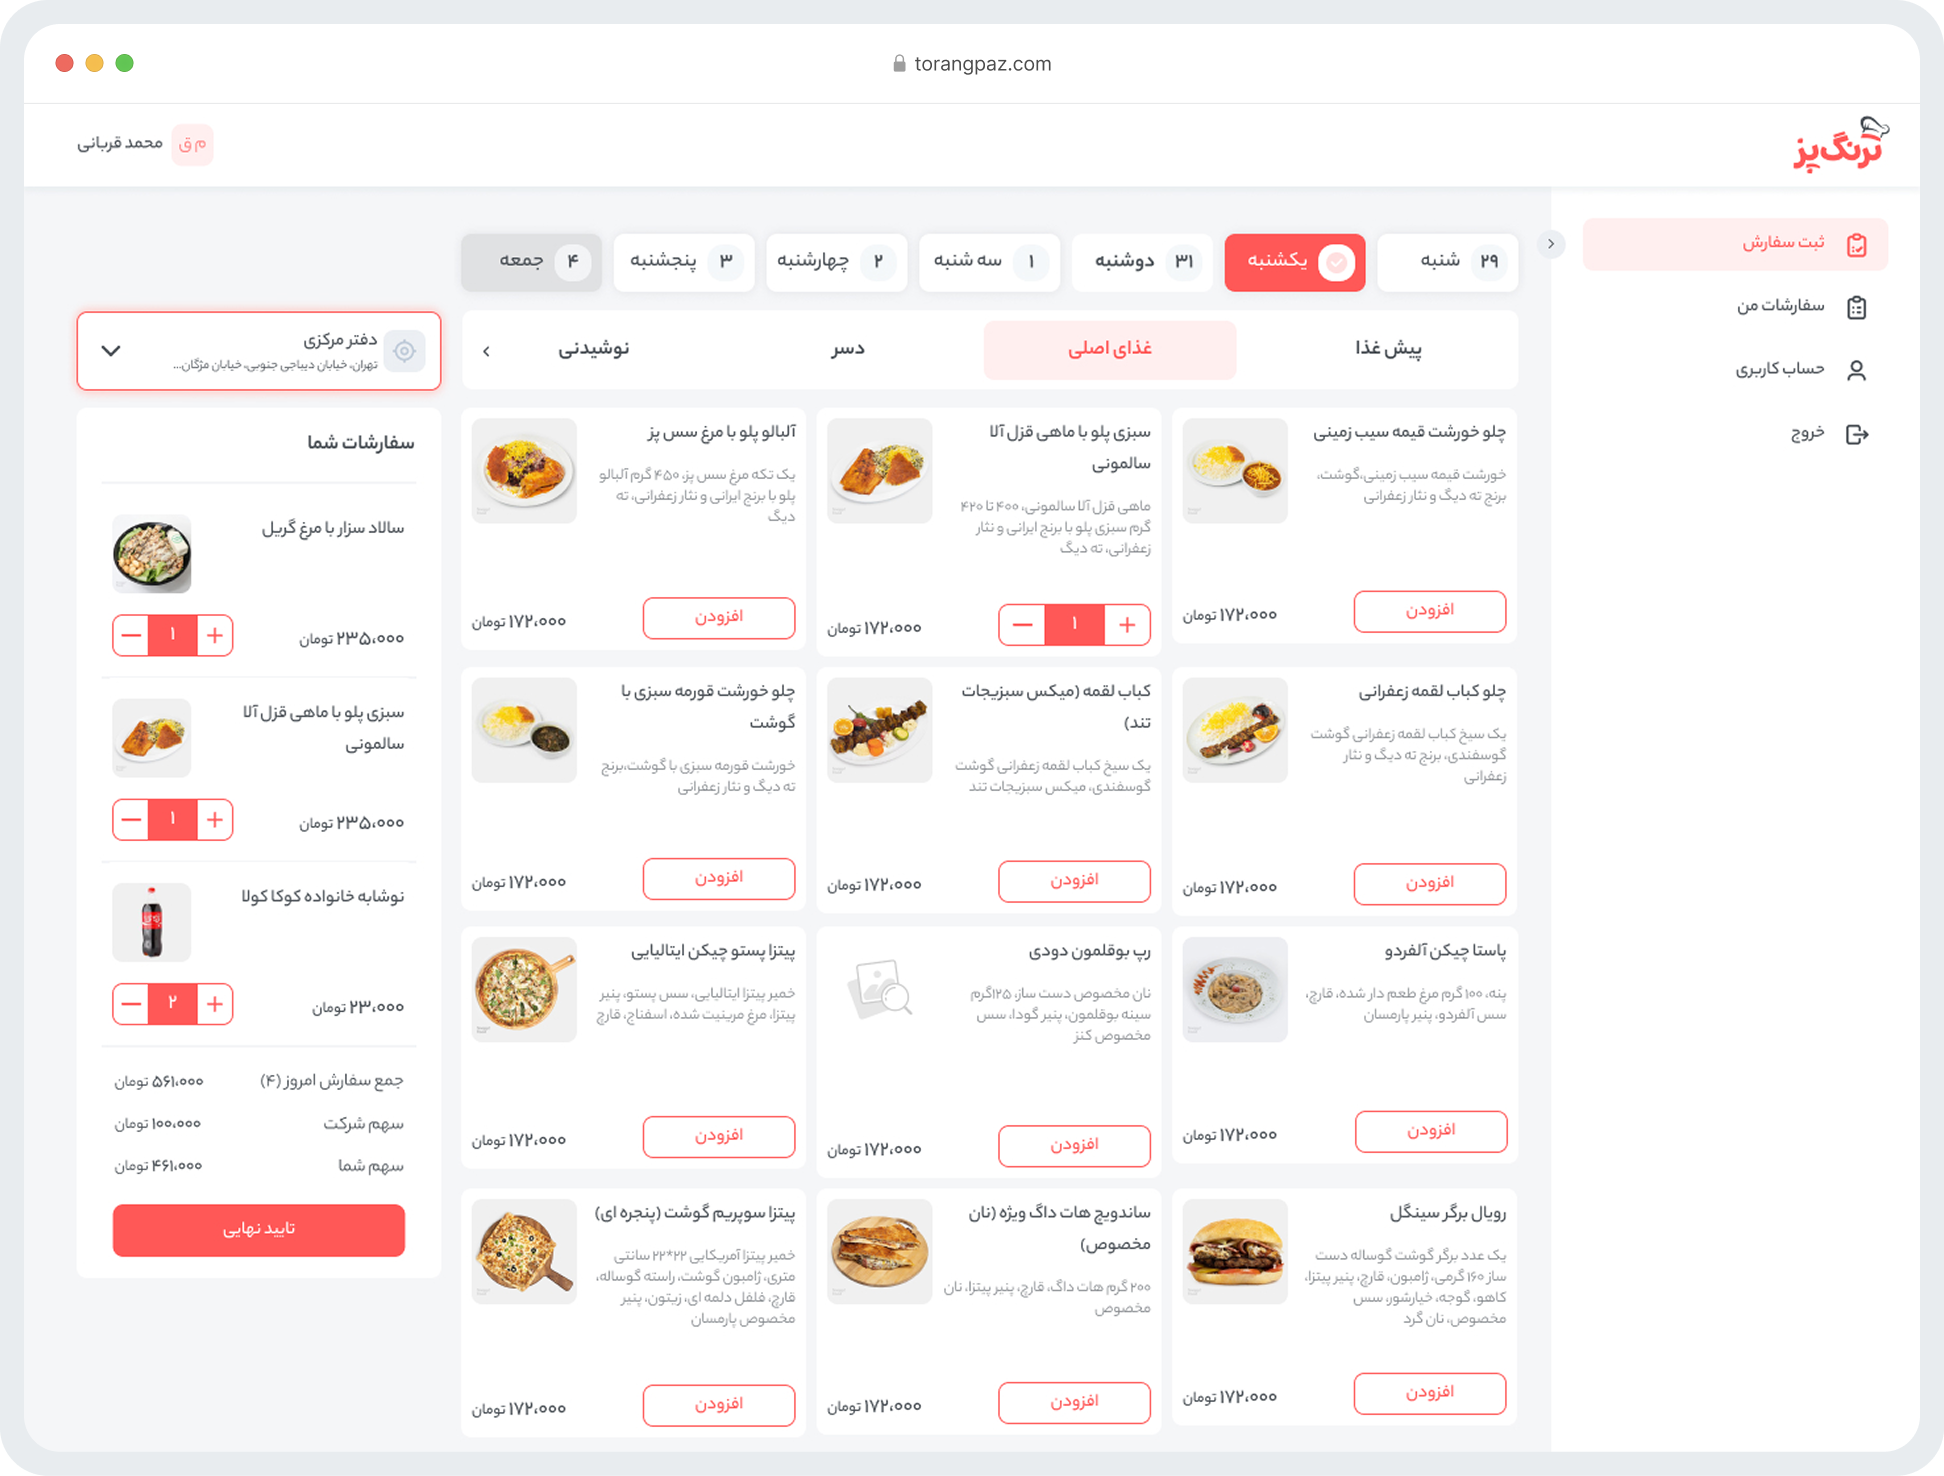 torangpaz.com
ترنگ‌پز
م ق
محمد قربانی
ثبت سفارش
سفارشات من
حساب کاربری
خروج
۲۹ شنبه
یکشنبه
۳۱ دوشنبه
۱ سه شنبه
۲ چهارشنبه
۳ پنجشنبه
۴ جمعه
پیش غذا
غذای اصلی
دسر
نوشیدنی
چلو خورشت قیمه سیب زمینی
خورشت قیمه سیب زمینی،گوشت،
برنج ته دیگ و نثار زعفرانی
افزودن
۱۷۲،۰۰۰ تومان
سبزی پلو با ماهی قزل آلا
سالمونی
ماهی قزل آلا سالمونی، ۴۰۰ تا ۴۲۰
گرم سبزی پلو با برنج ایرانی و نثار
زعفرانی، ته دیگ
+ ۱ —
۱۷۲،۰۰۰ تومان
آلبالو پلو با مرغ سس پز
یک تکه مرغ سس پز، ۴۵۰ گرم آلبالو
پلو با برنج ایرانی و نثار زعفرانی، ته
دیگ
افزودن
۱۷۲،۰۰۰ تومان
چلو کباب لقمه زعفرانی
یک سیخ کباب لقمه زعفرانی گوشت
گوسفندی، برنج ته دیگ و نثار
زعفرانی
افزودن
۱۷۲،۰۰۰ تومان
کباب لقمه (میکس سبزیجات
تند)
یک سیخ کباب لقمه زعفرانی گوشت
گوسفندی، میکس سبزیجات تند
افزودن
۱۷۲،۰۰۰ تومان
چلو خورشت قورمه سبزی با
گوشت
خورشت قورمه سبزی با گوشت،برنج
ته دیگ و نثار زعفرانی
افزودن
۱۷۲،۰۰۰ تومان
پاستا چیکن آلفردو
پنه، ۱۰۰ گرم مرغ طعم دار شده، قارچ،
سس آلفردو، پنیر پارمسان
افزودن
۱۷۲،۰۰۰ تومان
رپ بوقلمون دودی
نان مخصوص دست ساز، ۱۲۵گرم
سینه بوقلمون، پنیر گودا، سس
مخصوص کنز
افزودن
۱۷۲،۰۰۰ تومان
پیتزا پستو چیکن ایتالیایی
خمیر پیتزا ایتالیایی، سس پستو، پنیر
پیتزا، مرغ مرینیت شده، اسفناج، قارچ
افزودن
۱۷۲،۰۰۰ تومان
رویال برگر سینگل
یک عدد برگر گوشت گوساله دست
ساز ۱۶۰ گرمی، ژامبون، قارچ، پنیر پیتزا،
کاهو، گوجه، خیارشور، سس
مخصوص، نان گرد
افزودن
۱۷۲،۰۰۰ تومان
ساندویچ هات داگ ویژه (نان
مخصوص)
۲۰۰ گرم هات داگ، قارچ، پنیر پیتزا، نان
مخصوص
افزودن
۱۷۲،۰۰۰ تومان
پیتزا سوپریم گوشت (پنجره ای)
خمیر پیتزا آمریکایی ۲۲*۲۲ سانتی
متری، ژامبون گوشت، راسته گوساله،
قارچ، فلفل دلمه ای، زیتون، پنیر
مخصوص پارمسان
افزودن
۱۷۲،۰۰۰ تومان
دفتر مرکزی
تهران، خیابان دیباجی جنوبی، خیابان مژگان...
سفارشات شما
سالاد سزار با مرغ گریل
۲۳۵،۰۰۰ تومان
+ ۱ —
سبزی پلو با ماهی قزل آلا
سالمونی
۲۳۵،۰۰۰ تومان
+ ۱ —
نوشابه خانواده کوکا کولا
۲۳،۰۰۰ تومان
+ ۲ —
جمع سفارش امروز (۴) ۵۶۱،۰۰۰ تومان
سهم شرکت ۱۰۰،۰۰۰ تومان
سهم شما ۴۶۱،۰۰۰ تومان
تایید نهایی